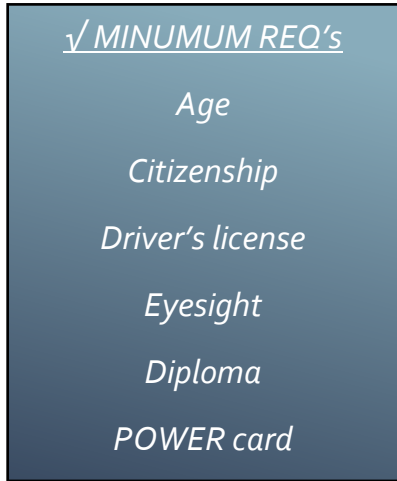 √ MINUMUM REQ's
Age
Citizenship
Driver's license
Eyesight
Diploma
POWER card